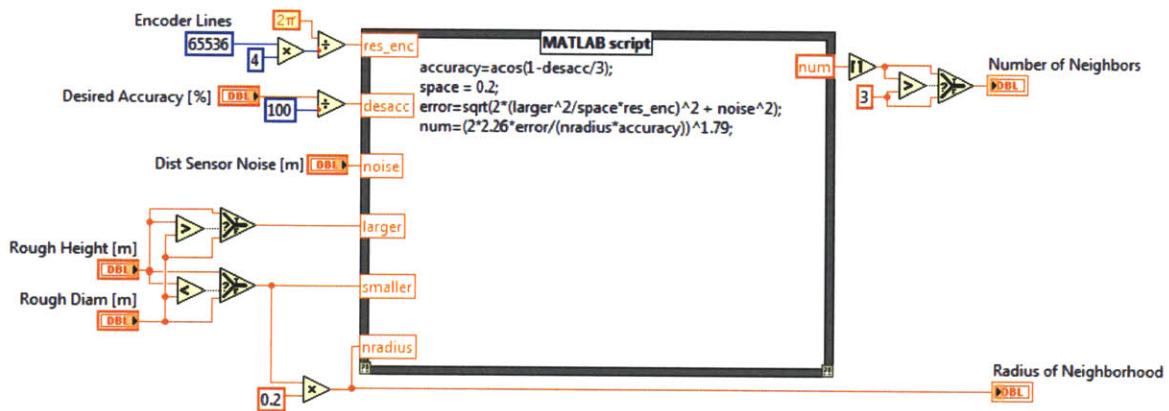 Encoder Lines
65536
4
×
2π
÷
res_enc
Desired Accuracy [%]
DBL
100
÷
desacc
Dist Sensor Noise [m]
DBL
noise
Rough Height [m]
DBL
>
?
larger
Rough Diam [m]
DBL
<
?
smaller
0.2
×
nradius
MATLAB script
accuracy=acos(1-desacc/3);
space = 0.2;
error=sqrt(2*(larger^2/space*res_enc)^2 + noise^2);
num=(2*2.26*error/(nradius*accuracy))^1.79;
num
3
>
?
Number of Neighbors
DBL
Radius of Neighborhood
DBL